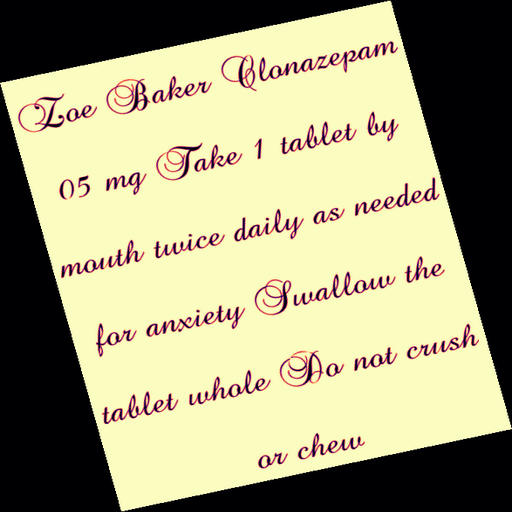 Zoe Baker Clonazepam
05 mg Take 1 tablet by
mouth twice daily as needed
for anxiety Swallow the
tablet whole Do not crush
or chew